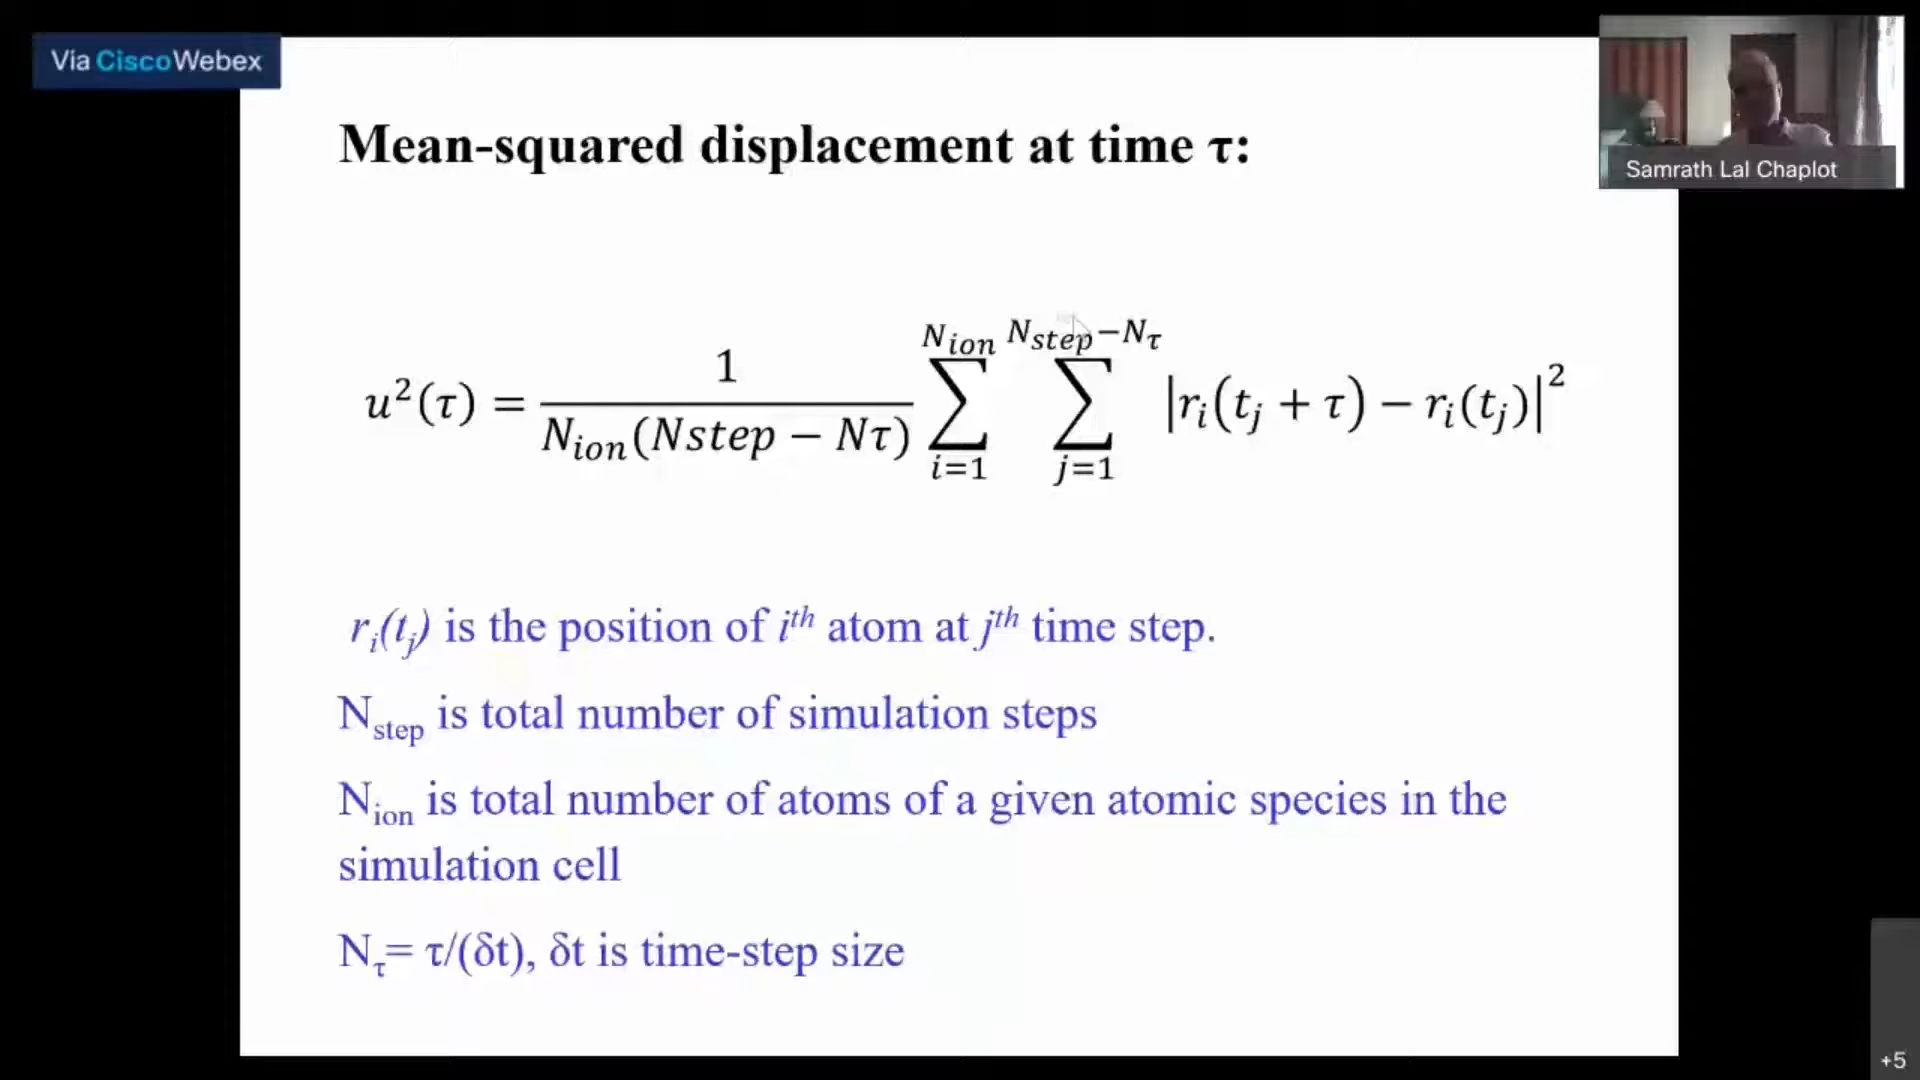 Via CiscoWebex
Samrath Lal Chaplot
Mean-squared displacement at time τ:
u²(τ) = 1 / N_ion(Nstep − Nτ) ∑_{i=1}^{N_ion} ∑_{j=1}^{N_step−N_τ} |r_i(t_j + τ) − r_i(t_j)|²
r_i(t_j) is the position of i^th atom at j^th time step.
N_step is total number of simulation steps
N_ion is total number of atoms of a given atomic species in the
simulation cell
N_τ= τ/(δt), δt is time-step size
+5